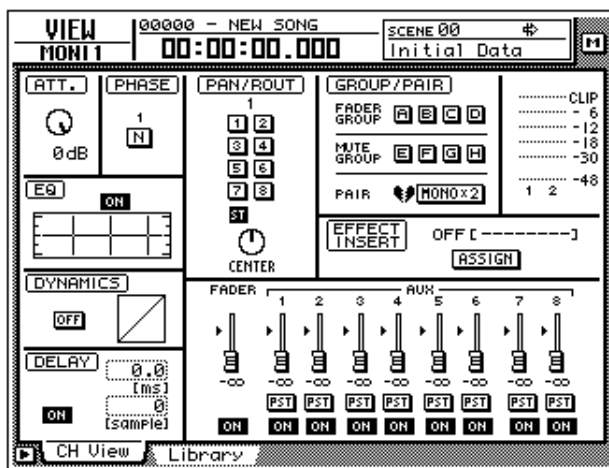 VIEW
MONI 1
00000 - NEW SONG
00:00:00.000
SCENE 00
Initial Data
M
ATT.
0dB
PHASE
1
N
EQ
ON
DYNAMICS
OFF
DELAY
0.0
[ms]
0
[sample]
ON
PAN/ROUT
1
1 2
3 4
5 6
7 8
ST
CENTER
GROUP/PAIR
FADER GROUP A B C D
MUTE GROUP E F G H
PAIR MONO×2
CLIP
- 6
-12
-18
-30
-48
1 2
EFFECT INSERT
OFF [---------]
ASSIGN
FADER AUX
1 2 3 4 5 6 7 8
-∞ -∞ -∞ -∞ -∞ -∞ -∞ -∞ -∞
PST PST PST PST PST PST PST PST
ON ON ON ON ON ON ON ON ON
CH View Library